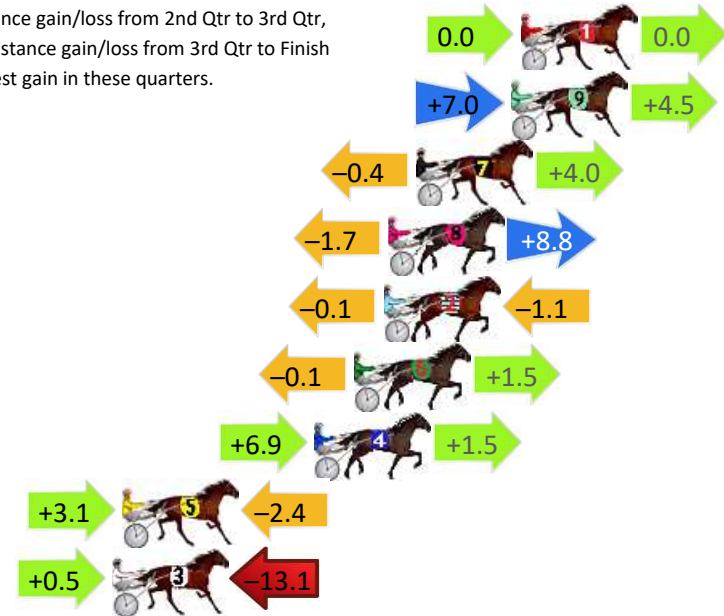 nce gain/loss from 2nd Qtr to 3rd Qtr,
stance gain/loss from 3rd Qtr to Finish
est gain in these quarters.
0.0 1 0.0
+7.0 9 +4.5
−0.4 7 +4.0
−1.7 8 +8.8
−0.1 2 −1.1
−0.1 6 +1.5
+6.9 4 +1.5
+3.1 5 −2.4
+0.5 3 −13.1